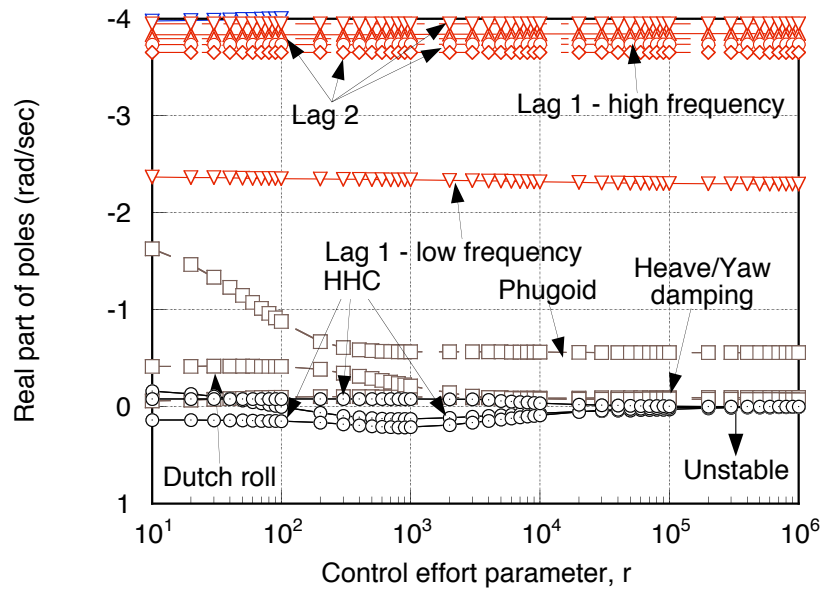 -4
-3
-2
-1
0
1
Real part of poles (rad/sec)
Lag 2
Lag 1 - high frequency
Lag 1 - low frequency
HHC
Phugoid
Heave/Yaw
damping
Dutch roll
Unstable
10^1
10^2
10^3
10^4
10^5
10^6
Control effort parameter, r